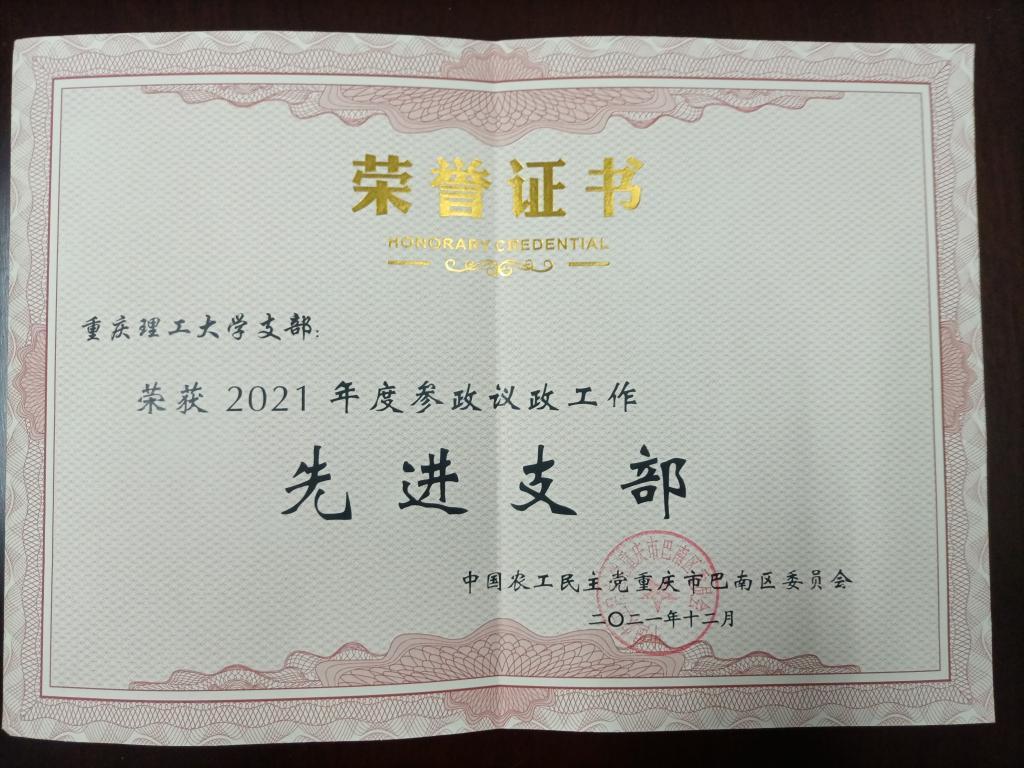 荣誉证书
HONORARY CREDENTIAL
重庆理工大学支部:
荣获 2021 年度参政议政工作
先进支部
中国农工民主党重庆市巴南区委员会
二〇二一年十二月